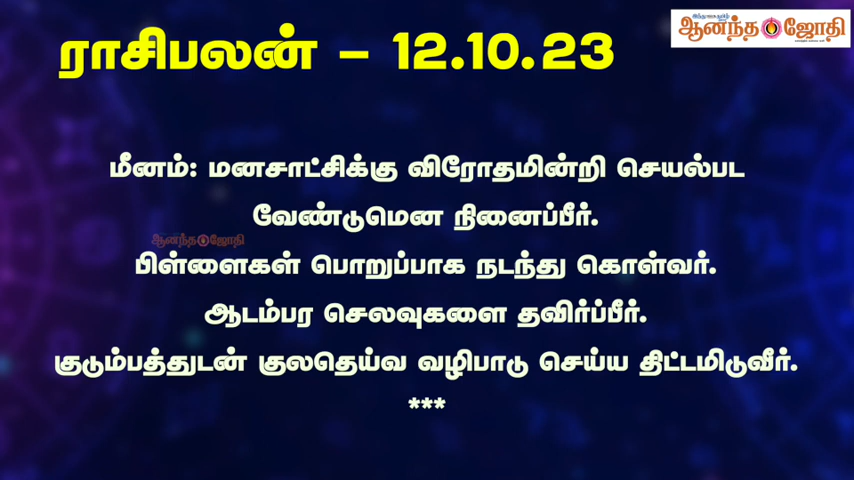 ராசிபலன் – 12.10.23
ஆனந்த ஜோதி
மீனம்: மனசாட்சிக்கு விரோதமின்றி செயல்பட
வேண்டுமென நினைப்பீர்.
ஆனந்த ஜோதி
பிள்ளைகள் பொறுப்பாக நடந்து கொள்வர்.
ஆடம்பர செலவுகளை தவிர்ப்பீர்.
குடும்பத்துடன் குலதெய்வ வழிபாடு செய்ய திட்டமிடுவீர்.
***